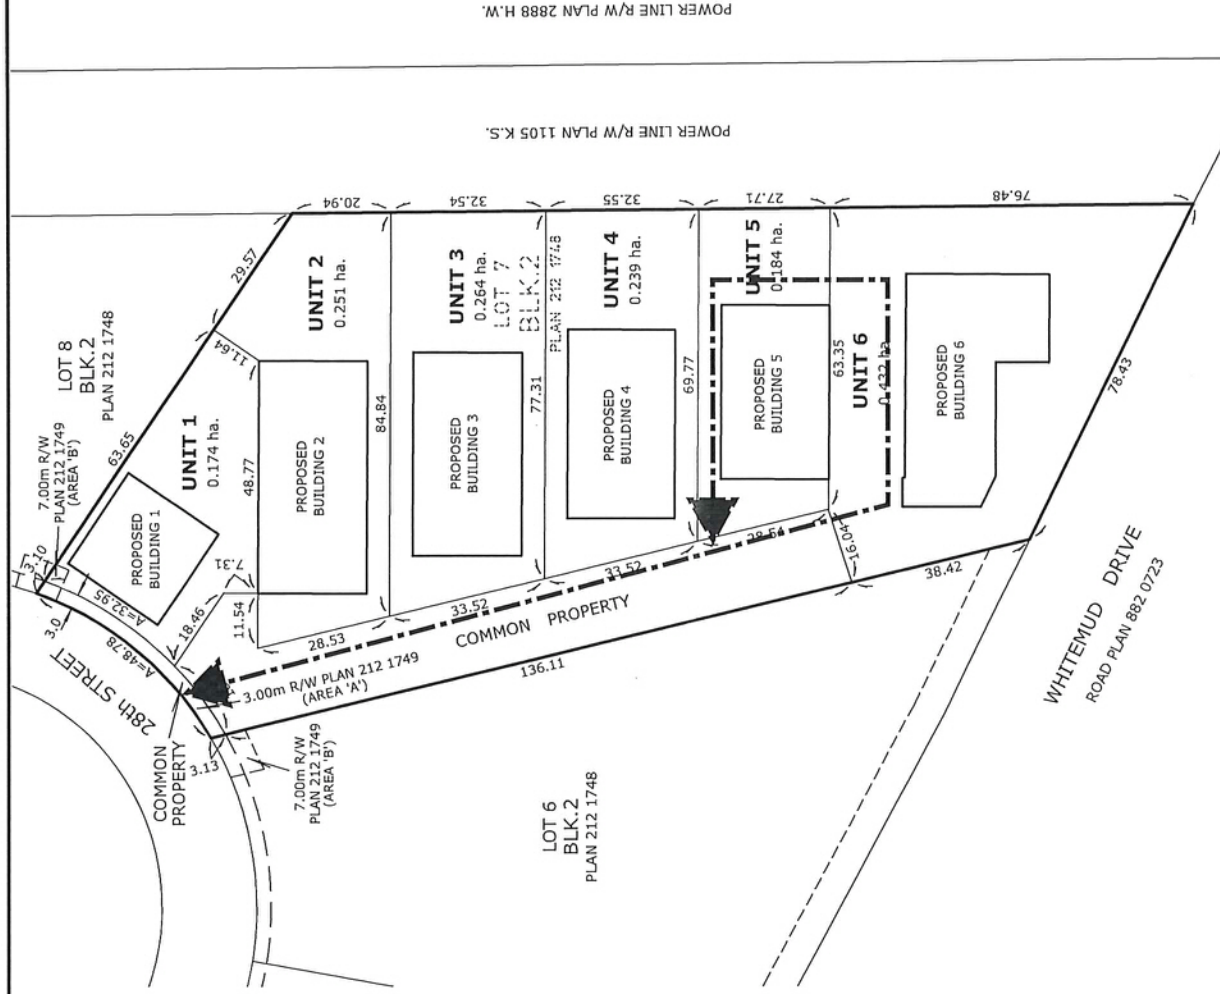 POWER LINE R/W PLAN 2888 H.W.
POWER LINE R/W PLAN 1105 K.S.
20.94
32.54
32.55
27.71
76.48
29.57
LOT 8
BLK.2
PLAN 212 1748
11.64
63.65
7.00m R/W
PLAN 212 1749
(AREA 'B')
UNIT 1
0.174 ha.
UNIT 2
0.251 ha.
UNIT 3
0.264 ha.
LOT 7
BLK.2
PLAN 212 1748
UNIT 4
0.239 ha.
UNIT 5
0.184 ha.
UNIT 6
0.432 ha.
PROPOSED
BUILDING 1
PROPOSED
BUILDING 2
PROPOSED
BUILDING 3
PROPOSED
BUILDING 4
PROPOSED
BUILDING 5
PROPOSED
BUILDING 6
48.77
84.84
77.31
69.77
63.35
78.43
3.10
3.0
A=32.95
A=48.78
7.31
18.46
11.54
28.53
33.52
33.52
28.54
16.04
38.42
28th STREET
COMMON PROPERTY
3.00m R/W PLAN 212 1749
(AREA 'A')
136.11
COMMON
PROPERTY
3.13
7.00m R/W
PLAN 212 1749
(AREA 'B')
LOT 6
BLK.2
PLAN 212 1748
WHITEMUD DRIVE
ROAD PLAN 882 0723